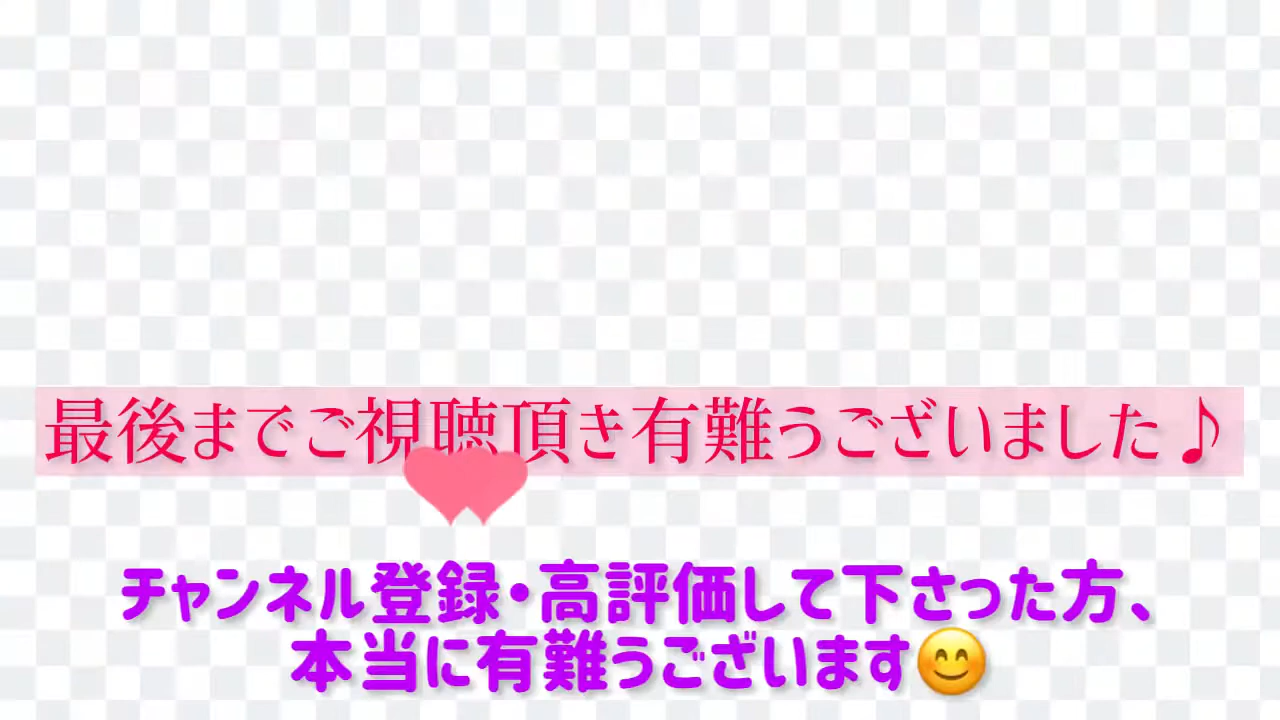 最後までご視聴頂き有難うございました♪
チャンネル登録・高評価して下さった方、
本当に有難うございます😊